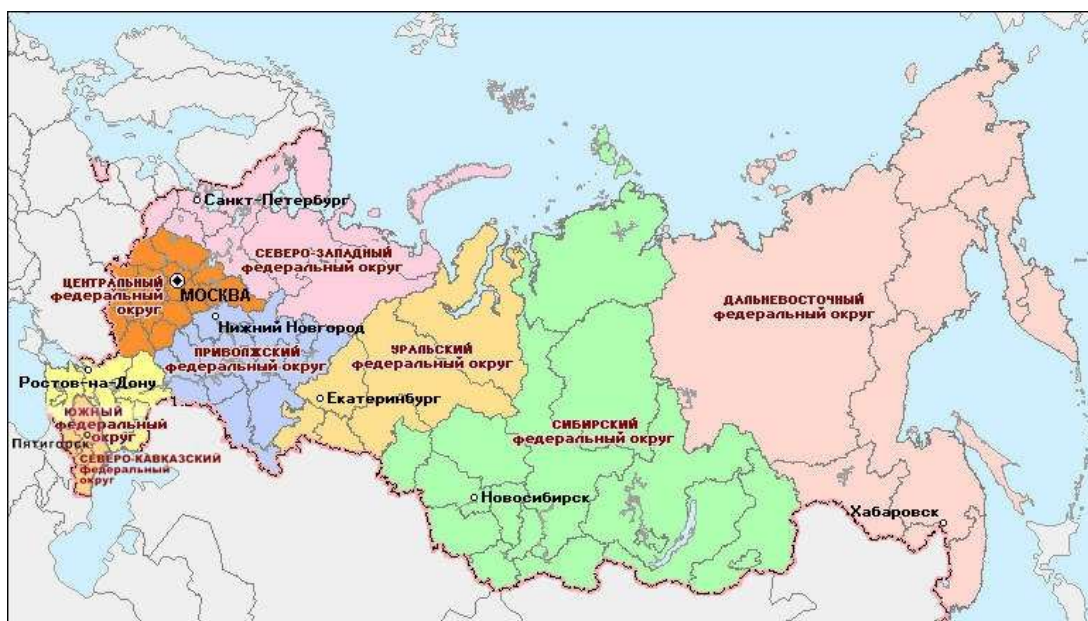 Санкт-Петербург
СЕВЕРО-ЗАПАДНЫЙ
федеральный округ
ЦЕНТРАЛЬНЫЙ
федеральный
округ
МОСКВА
Нижний Новгород
ПРИВОЛЖСКИЙ
федеральный округ
УРАЛЬСКИЙ
федеральный округ
ДАЛЬНЕВОСТОЧНЫЙ
федеральный округ
Ростов-на-Дону
Екатеринбург
ЮЖНЫЙ
федеральный
округ
Пятигорск
СЕВЕРО-КАВКАЗСКИЙ
федеральный
округ
СИБИРСКИЙ
федеральный округ
Новосибирск
Хабаровск